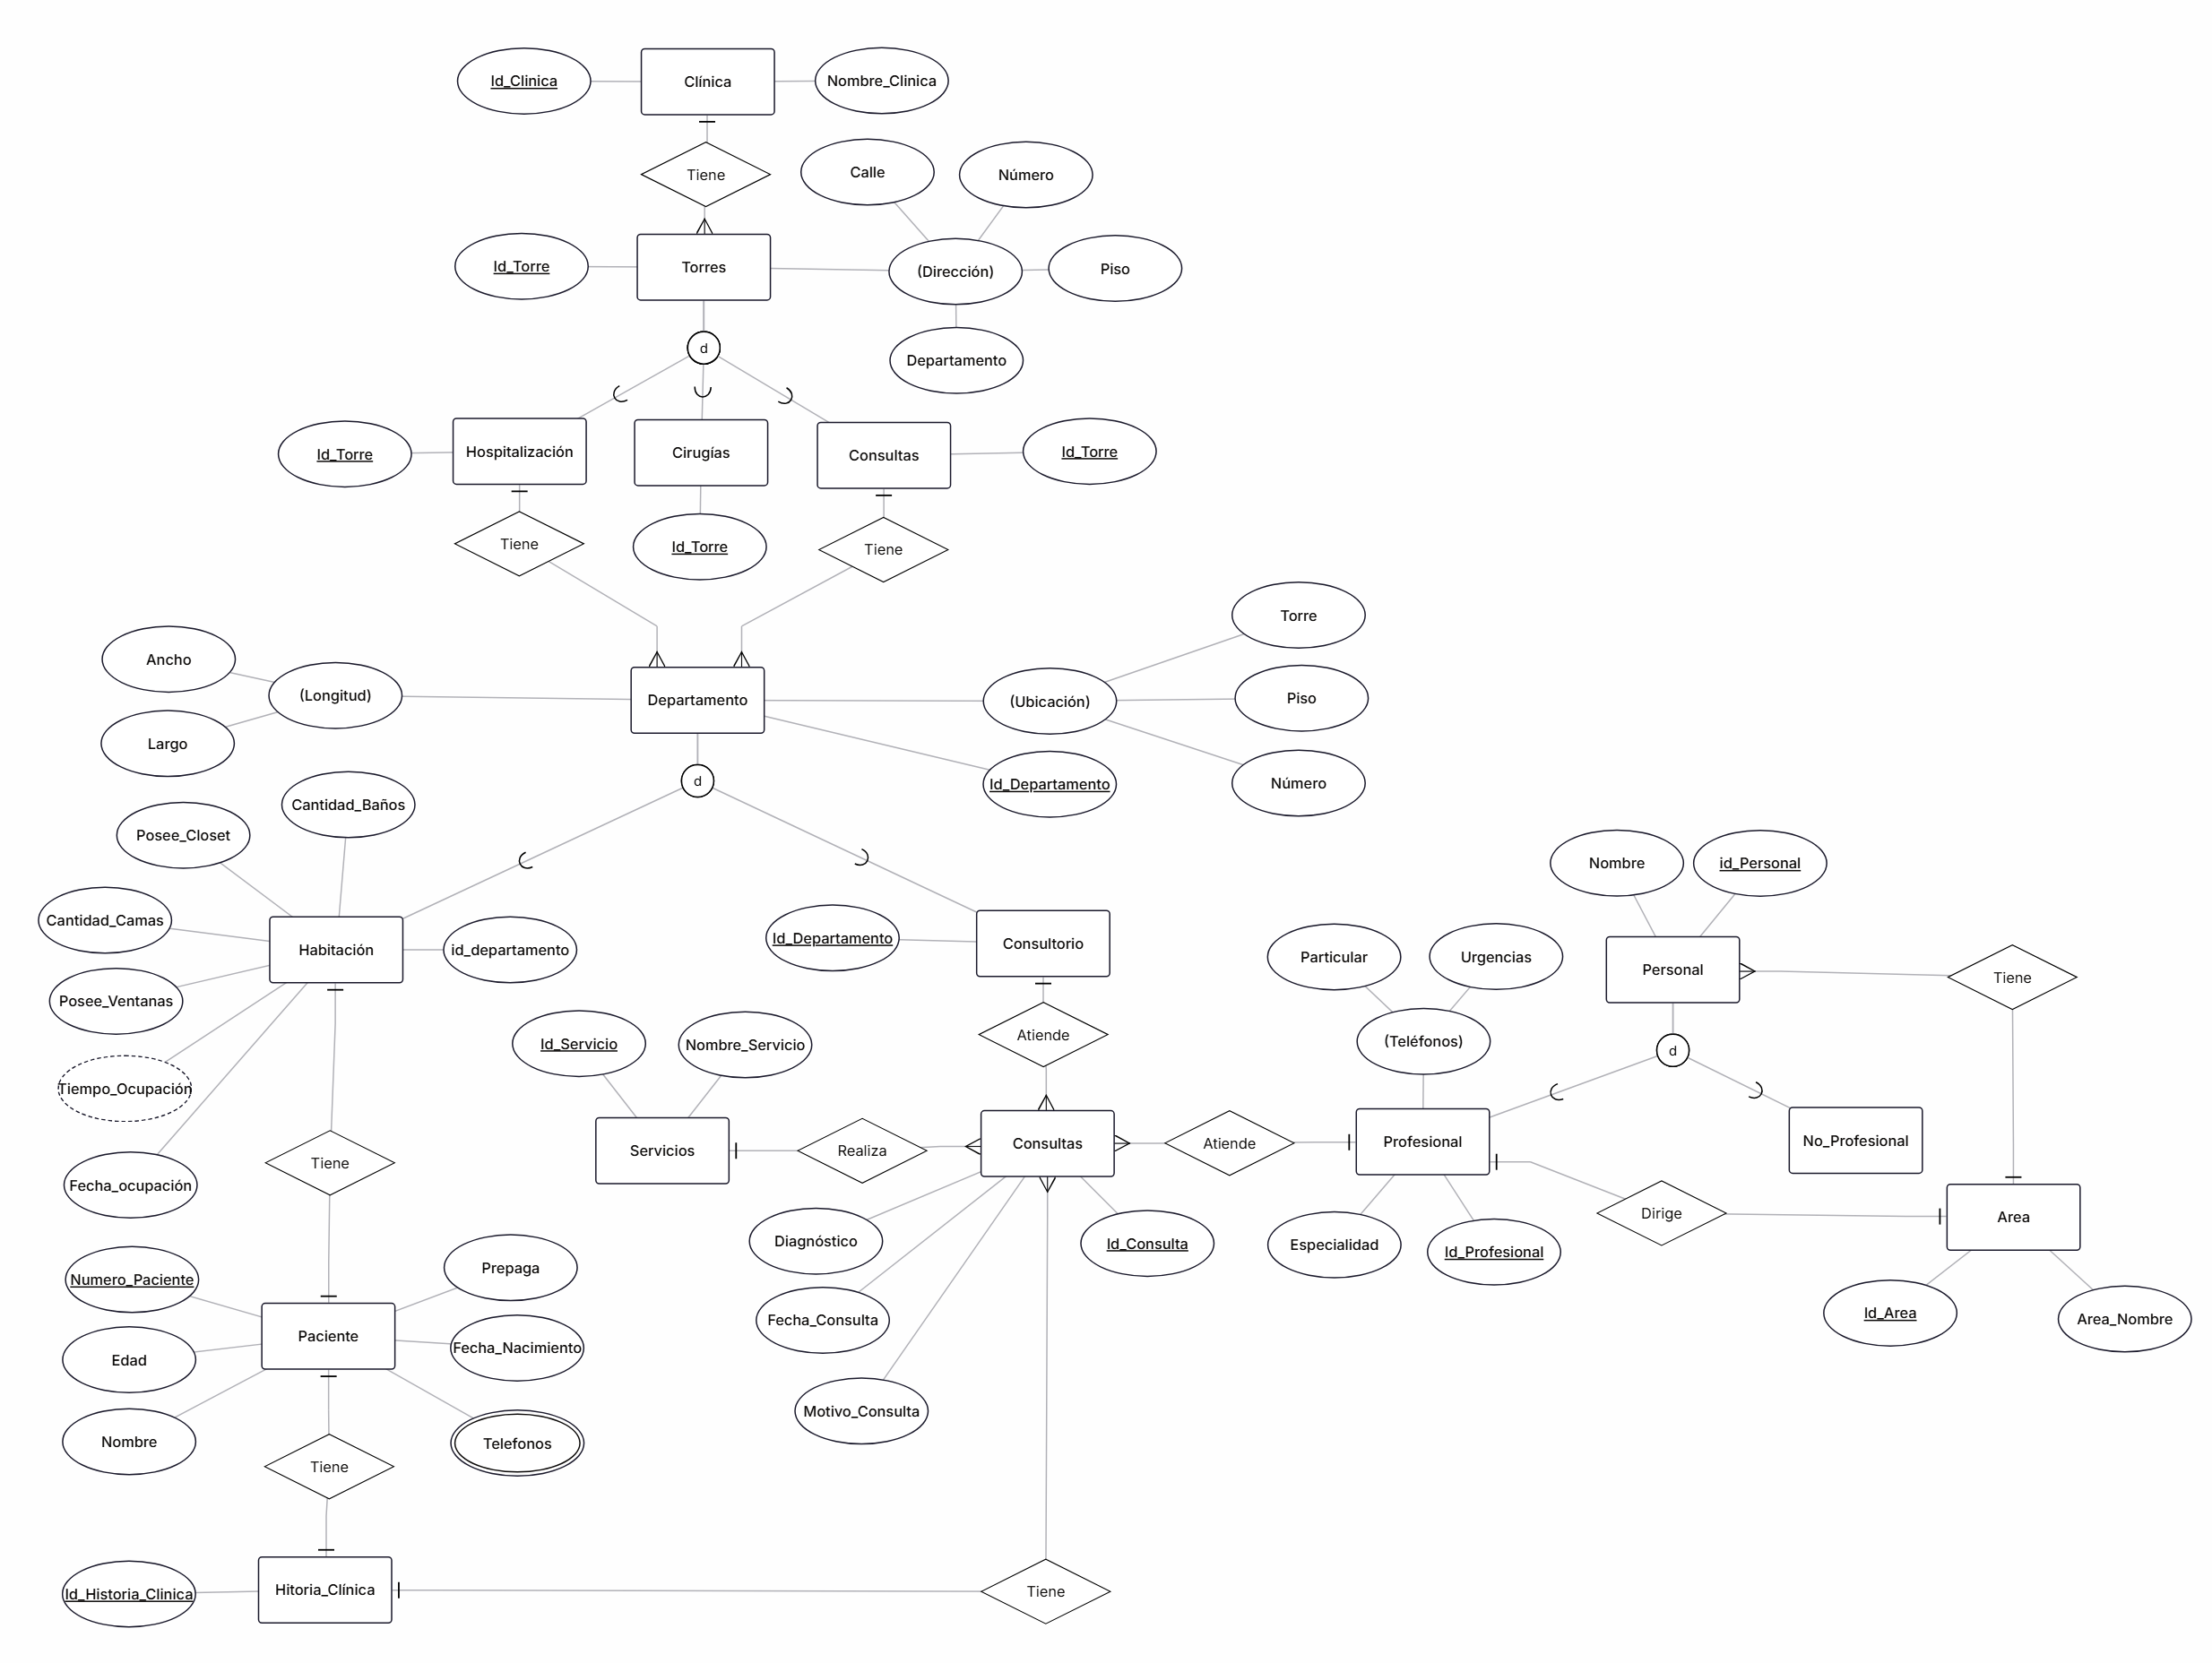 Id_Clinica
Clínica
Nombre_Clinica
Tiene
Calle
Número
Id_Torre
Torres
(Dirección)
Piso
d
Departamento
Id_Torre
Hospitalización
Cirugías
Consultas
Id_Torre
Tiene
Id_Torre
Tiene
Torre
Ancho
(Longitud)
Departamento
(Ubicación)
Piso
Largo
Id_Departamento
Número
d
Cantidad_Baños
Posee_Closet
Nombre
id_Personal
Cantidad_Camas
Habitación
id_departamento
Id_Departamento
Consultorio
Particular
Urgencias
Personal
Tiene
Posee_Ventanas
Id_Servicio
Nombre_Servicio
Atiende
(Teléfonos)
d
Tiempo_Ocupación
Servicios
Realiza
Consultas
Atiende
Profesional
No_Profesional
Tiene
Fecha_ocupación
Diagnóstico
Id_Consulta
Especialidad
Id_Profesional
Dirige
Area
Numero_Paciente
Prepaga
Paciente
Fecha_Nacimiento
Fecha_Consulta
Id_Area
Area_Nombre
Edad
Nombre
Telefonos
Motivo_Consulta
Tiene
Id_Historia_Clinica
Hitoria_Clínica
Tiene